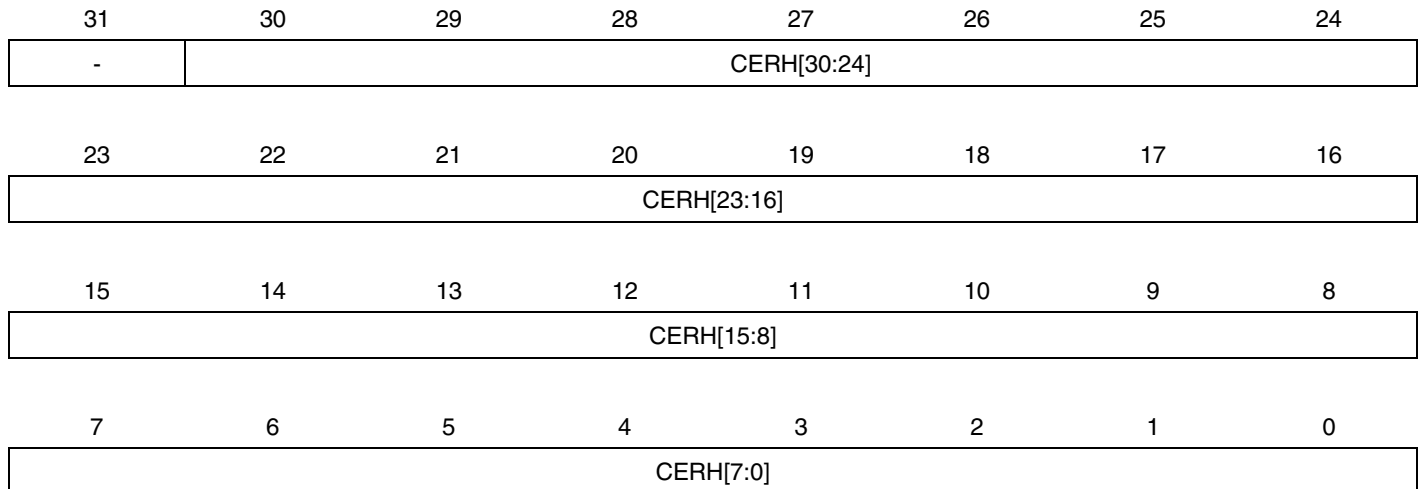 31 30 29 28 27 26 25 24
- CERH[30:24]
23 22 21 20 19 18 17 16
CERH[23:16]
15 14 13 12 11 10 9 8
CERH[15:8]
7 6 5 4 3 2 1 0
CERH[7:0]